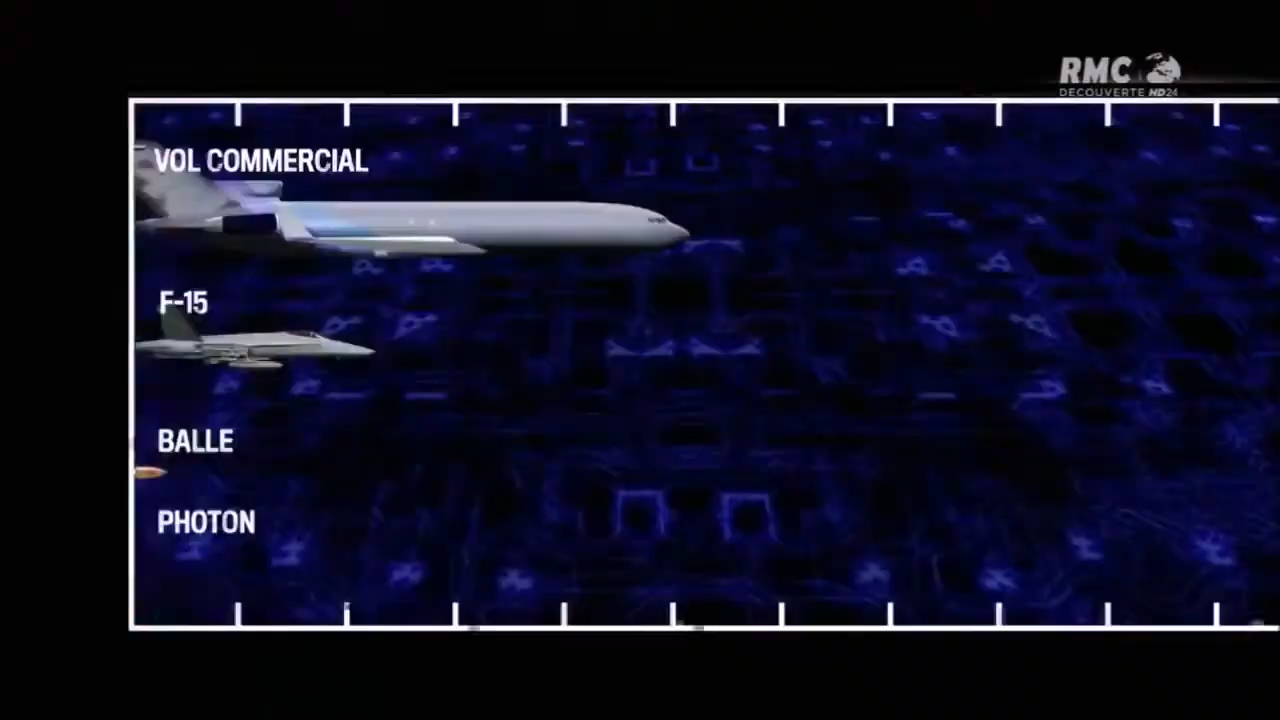 RMC
DECOUVERTE HD24
VOL COMMERCIAL
F-15
BALLE
PHOTON